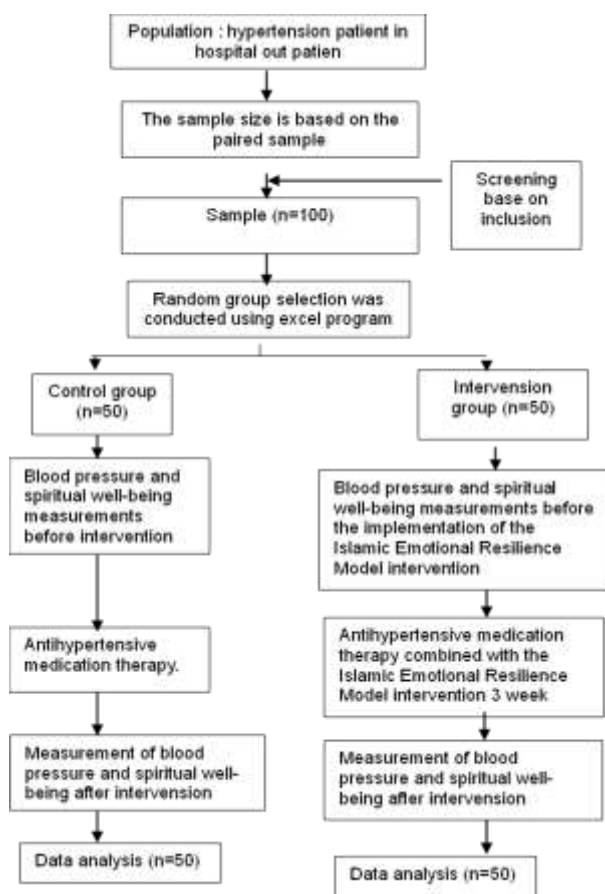 Population : hypertension patient in
hospital out patien
The sample size is based on the
paired sample
Screening
base on
inclusion
Sample (n=100)
Random group selection was
conducted using excel program
Control group
(n=50)
Intervension
group (n=50)
Blood pressure and
spiritual well-being
measurements
before intervention
Blood pressure and spiritual
well-being measurements before
the implementation of the
Islamic Emotional Resilience
Model intervention
Antihypertensive
medication therapy.
Antihypertensive medication
therapy combined with the
Islamic Emotional Resilience
Model intervention 3 week
Measurement of blood
pressure and spiritual well-
being after intervention
Measurement of blood
pressure and spiritual well-
being after intervention
Data analysis (n=50)
Data analysis (n=50)